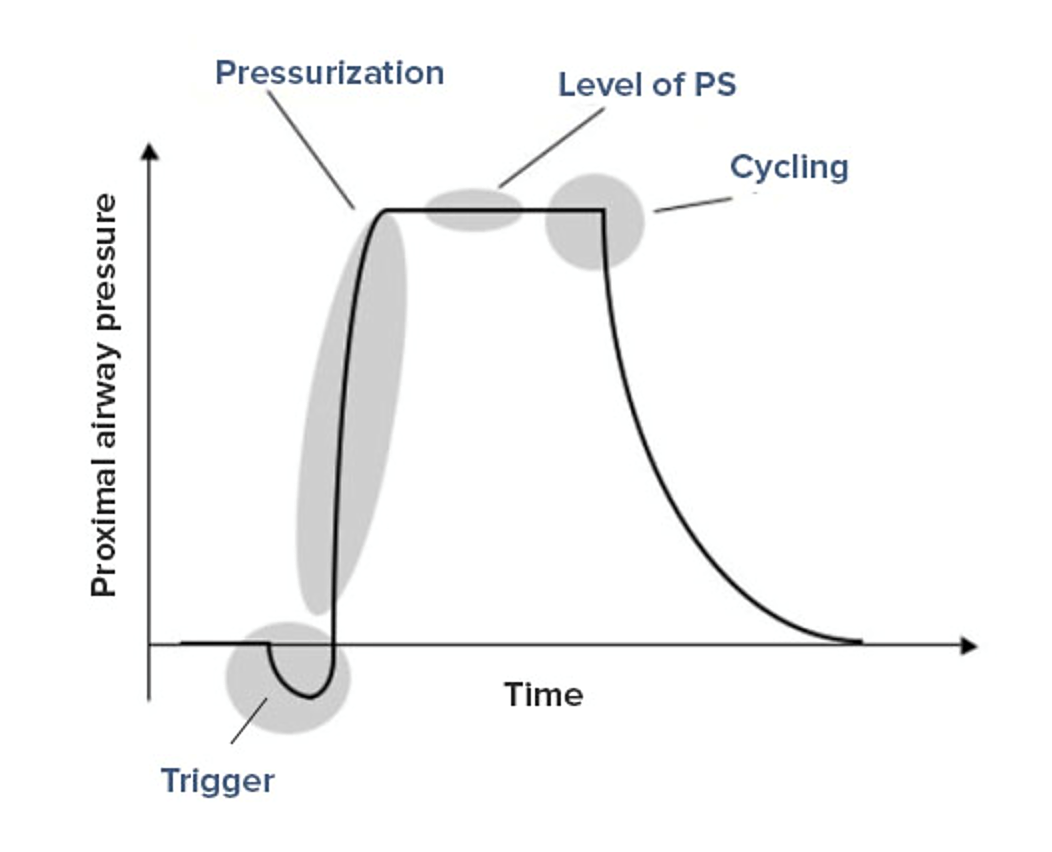 Pressurization
Level of PS
Cycling
Proximal airway pressure
Time
Trigger